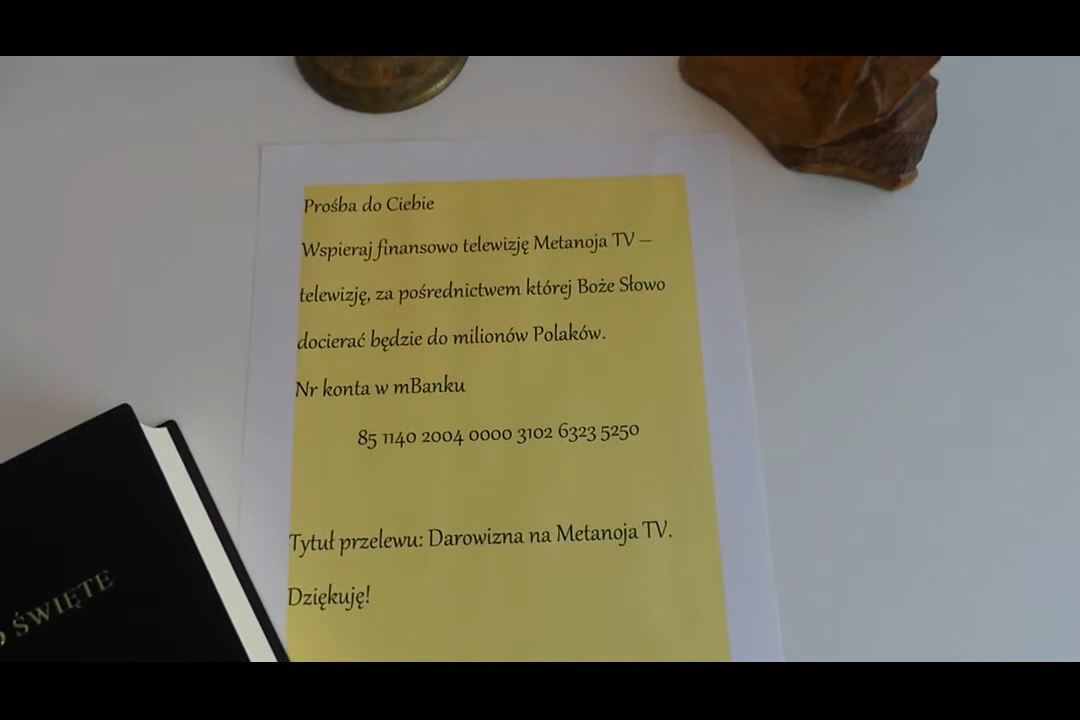 Prośba do Ciebie
Wspieraj finansowo telewizję Metanoja TV –
telewizję, za pośrednictwem której Boże Słowo
docierać będzie do milionów Polaków.
Nr konta w mBanku
85 1140 2004 0000 3102 6323 5250
Tytuł przelewu: Darowizna na Metanoja TV.
Dziękuję!
ŚWIĘTE